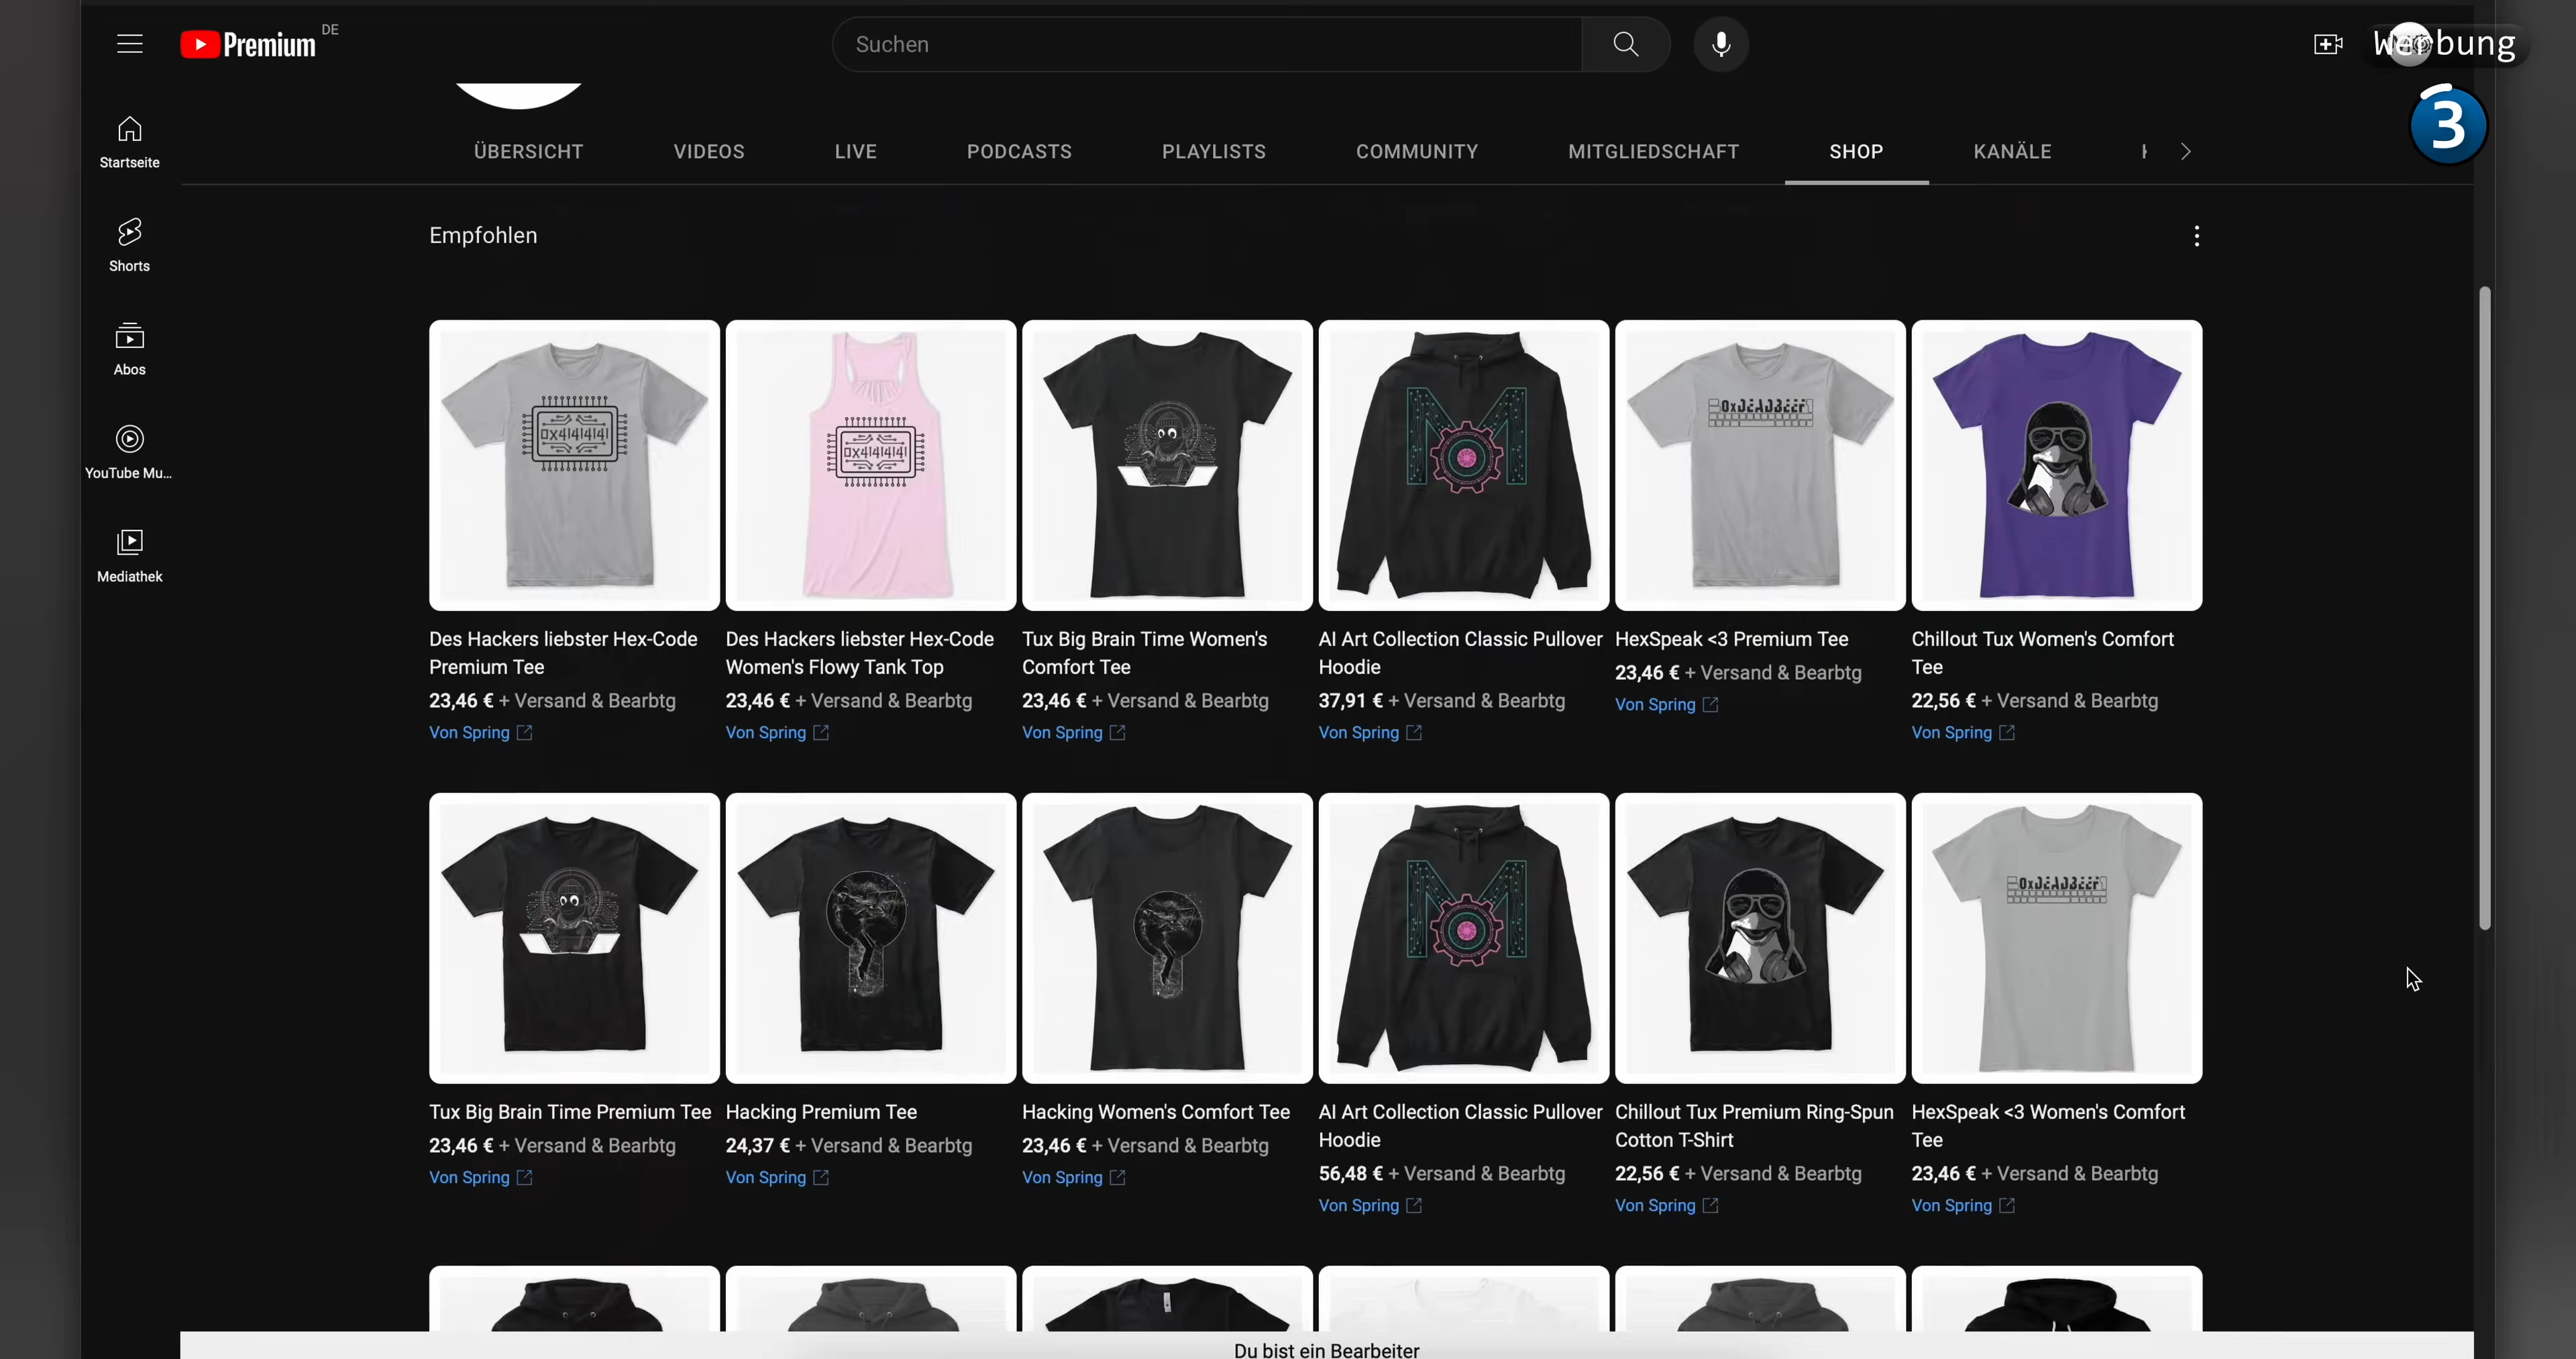 Premium DE
Suchen
Werbung
3
ÜBERSICHT VIDEOS LIVE PODCASTS PLAYLISTS COMMUNITY MITGLIEDSCHAFT SHOP KANÄLE
Startseite
Shorts
Abos
YouTube Mu...
Mediathek
Empfohlen
0x414141
0x414141
0xDEADBEEF
Des Hackers liebster Hex-Code
Premium Tee
23,46 € + Versand & Bearbtg
Von Spring
Des Hackers liebster Hex-Code
Women's Flowy Tank Top
23,46 € + Versand & Bearbtg
Von Spring
Tux Big Brain Time Women's
Comfort Tee
23,46 € + Versand & Bearbtg
Von Spring
AI Art Collection Classic Pullover
Hoodie
37,91 € + Versand & Bearbtg
Von Spring
HexSpeak <3 Premium Tee
23,46 € + Versand & Bearbtg
Von Spring
Chillout Tux Women's Comfort
Tee
22,56 € + Versand & Bearbtg
Von Spring
0xDEADBEEF
Tux Big Brain Time Premium Tee
23,46 € + Versand & Bearbtg
Von Spring
Hacking Premium Tee
24,37 € + Versand & Bearbtg
Von Spring
Hacking Women's Comfort Tee
23,46 € + Versand & Bearbtg
Von Spring
AI Art Collection Classic Pullover
Hoodie
56,48 € + Versand & Bearbtg
Von Spring
Chillout Tux Premium Ring-Spun
Cotton T-Shirt
22,56 € + Versand & Bearbtg
Von Spring
HexSpeak <3 Women's Comfort
Tee
23,46 € + Versand & Bearbtg
Von Spring
Du bist ein Bearbeiter